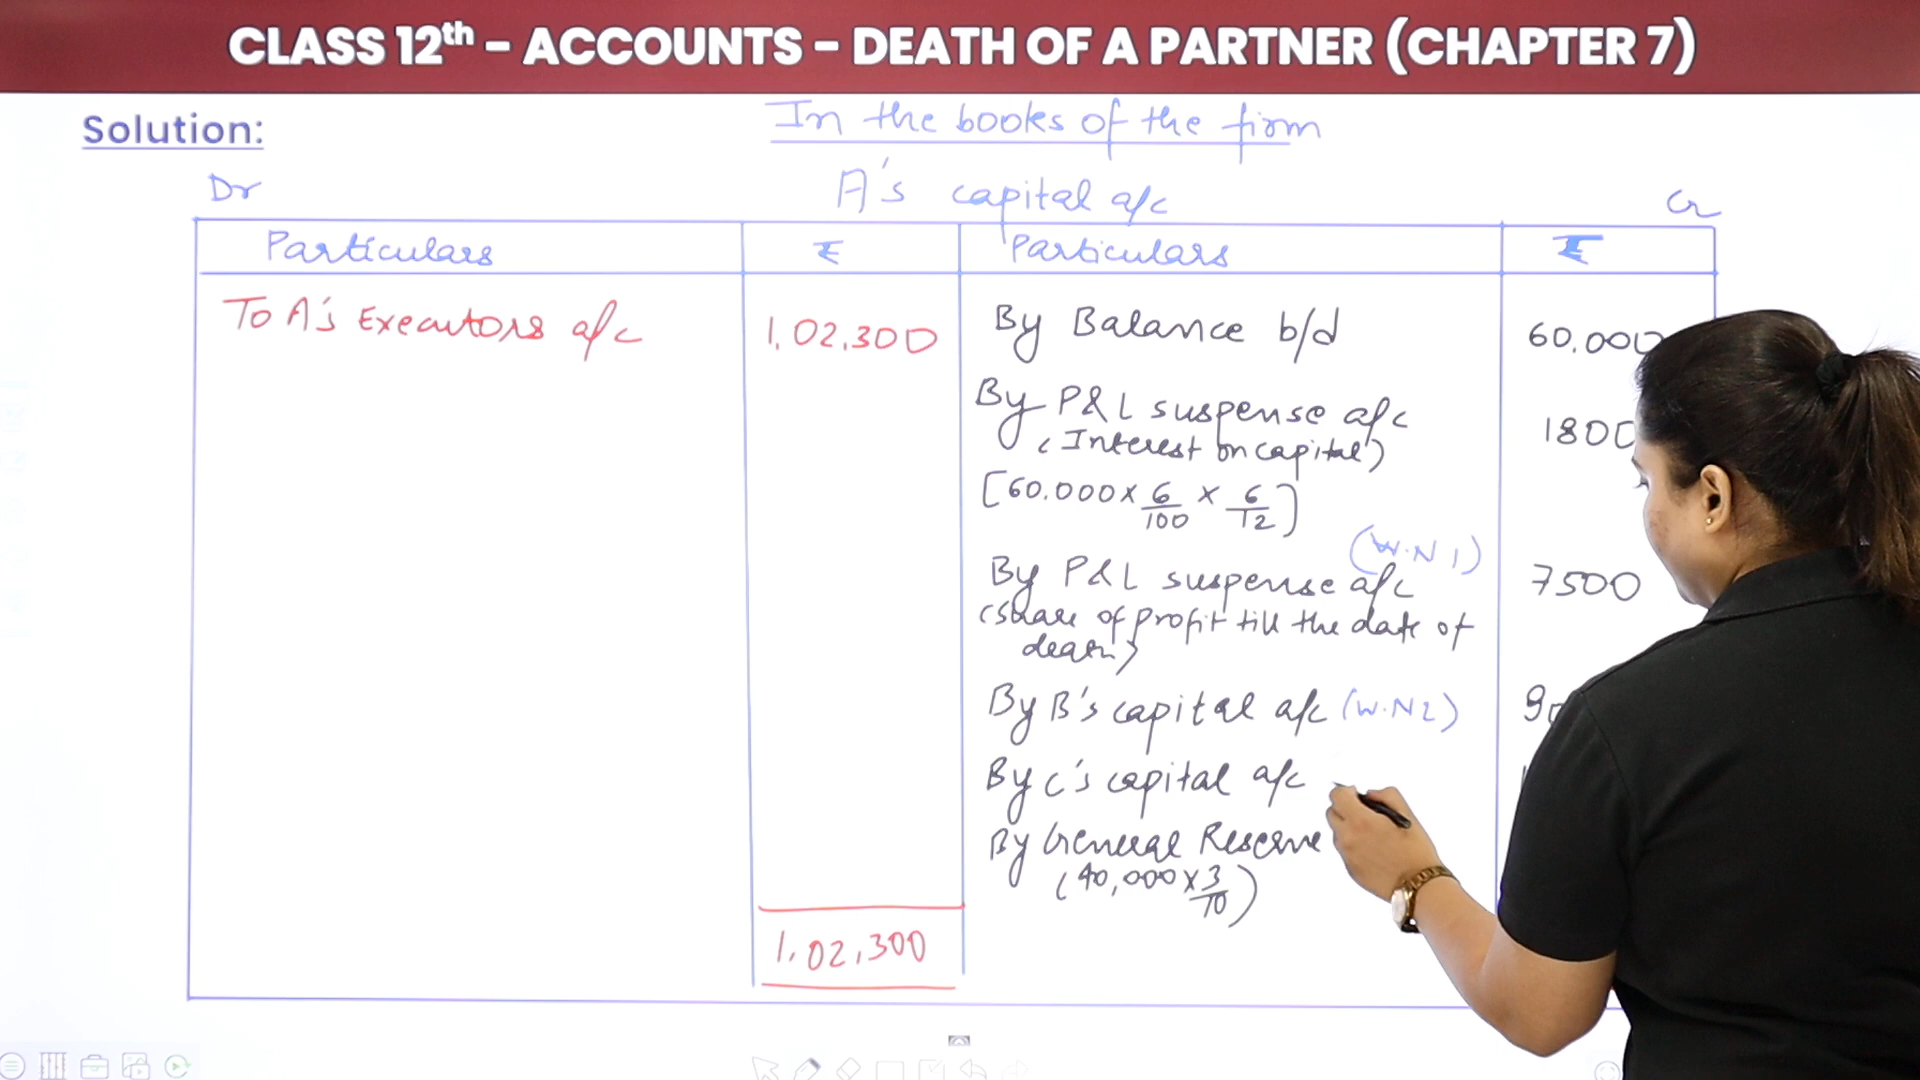 CLASS 12th - ACCOUNTS - DEATH OF A PARTNER (CHAPTER 7)
Solution:
In the books of the firm
Dr A's capital a/c Cr
Particulars ₹ Particulars ₹
To A's Executors a/c 1,02,300 By Balance b/d 60,000
By P&L suspense a/c 1800
(Interest on capital)
[60,000 x 6/100 x 6/12]
(W.N 1)
By P&L suspense a/c 7500
(Share of profit till the date of
death)
By B's capital a/c (W.N 2)
By C's capital a/c
By General Reserve
(40,000 x 3/10)
1,02,300